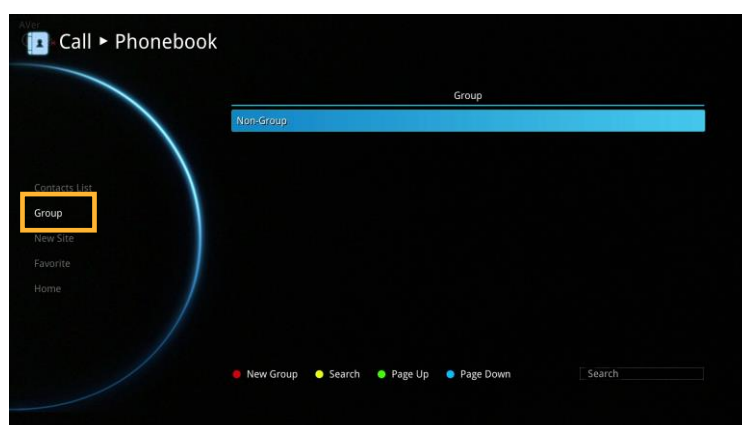 AVer
Call ▸ Phonebook
Group
Non-Group
Contacts List
Group
New Site
Favorite
Home
New Group Search Page Up Page Down Search